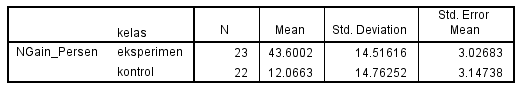 kelas N Mean Std. Deviation Std. Error Mean
NGain_Persen eksperimen 23 43.6002 14.51616 3.02683
kontrol 22 12.0663 14.76252 3.14738